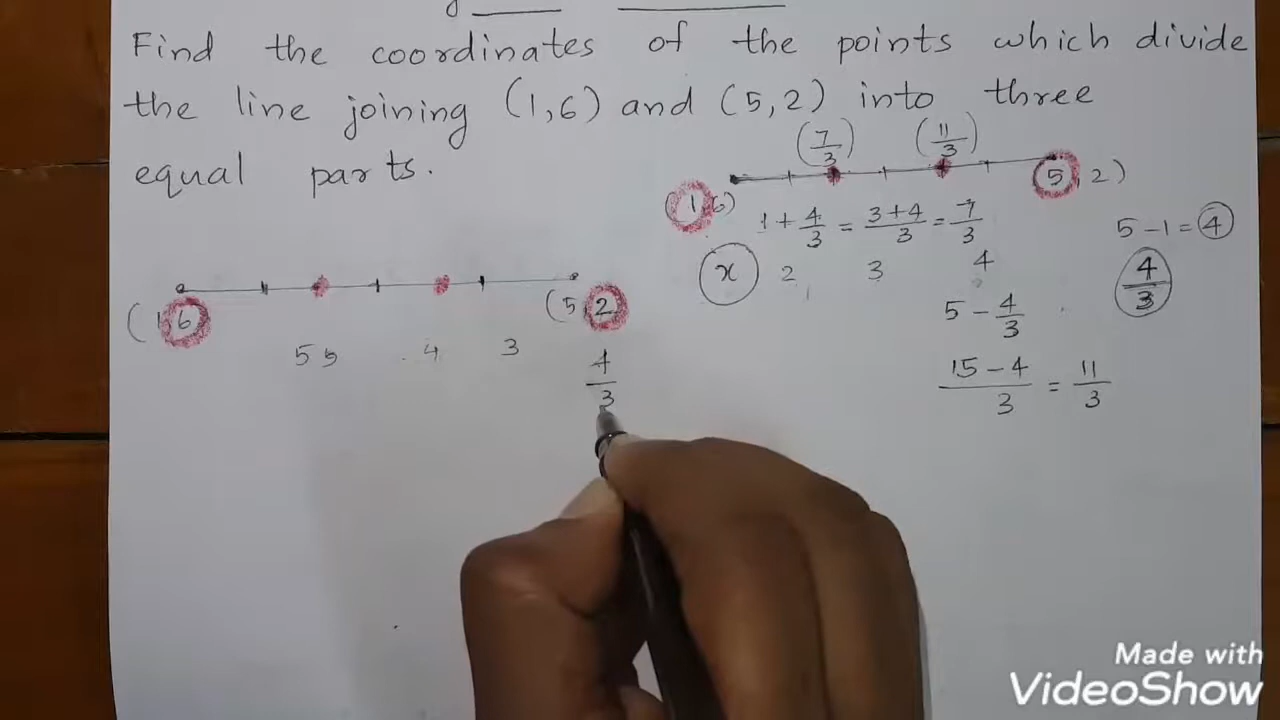 Find the coordinates of the points which divide
the line joining (1,6) and (5,2) into three
equal parts.
(7/3) (11/3)
(1,6) (5,2)
1 + 4/3 = 3+4/3 = 7/3
5 - 1 = 4
x 2 3 4
4/3
5 - 4/3
15 - 4/3 = 11/3
(1,6) (5,2)
5 5 4 3
4/3
Made with
VideoShow